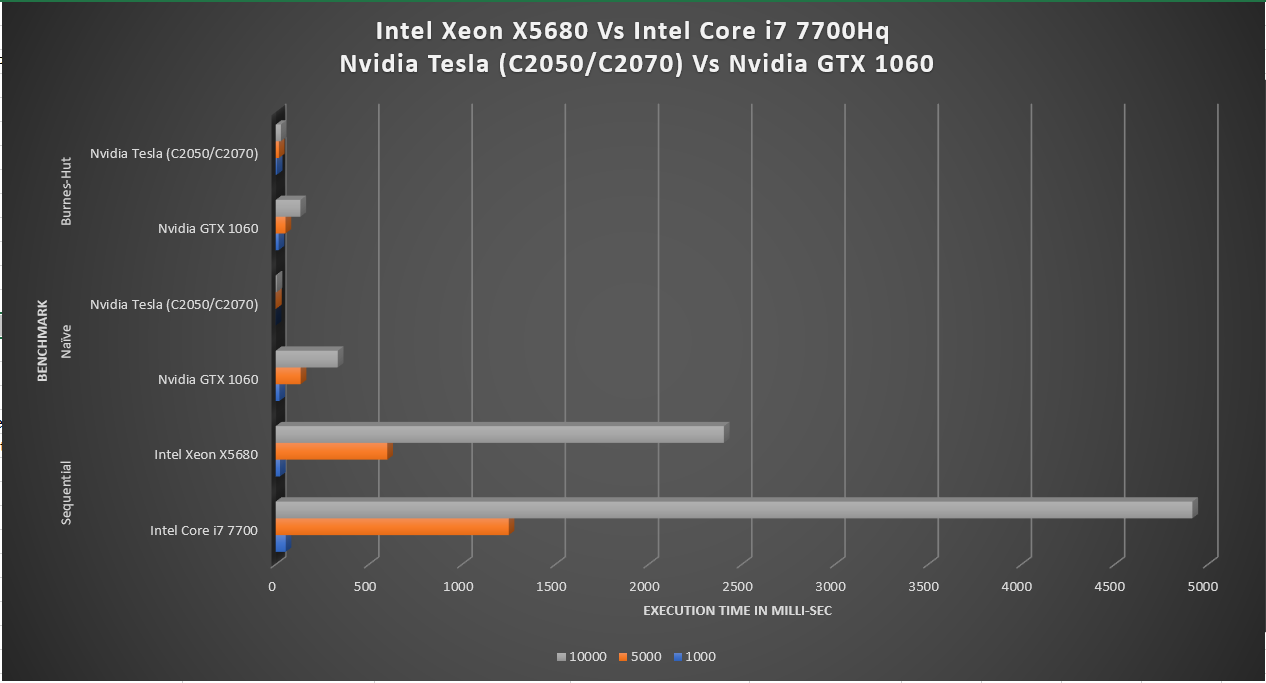 Intel Xeon X5680 Vs Intel Core i7 7700Hq
Nvidia Tesla (C2050/C2070) Vs Nvidia GTX 1060
BENCHMARK
Burnes-Hut
Nvidia Tesla (C2050/C2070)
Nvidia GTX 1060
Naïve
Nvidia Tesla (C2050/C2070)
Nvidia GTX 1060
Sequential
Intel Xeon X5680
Intel Core i7 7700
0 500 1000 1500 2000 2500 3000 3500 4000 4500 5000
EXECUTION TIME IN MILLI-SEC
10000 5000 1000